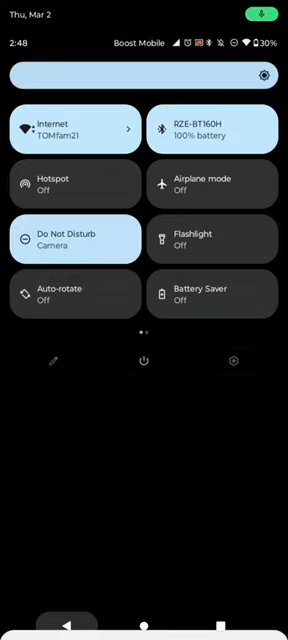 Thu, Mar 2
2:48
Boost Mobile
30%
Internet
TOMfam21
RZE-BT160H
100% battery
Hotspot
Off
Airplane mode
Off
Do Not Disturb
Camera
Flashlight
Off
Auto-rotate
Off
Battery Saver
Off